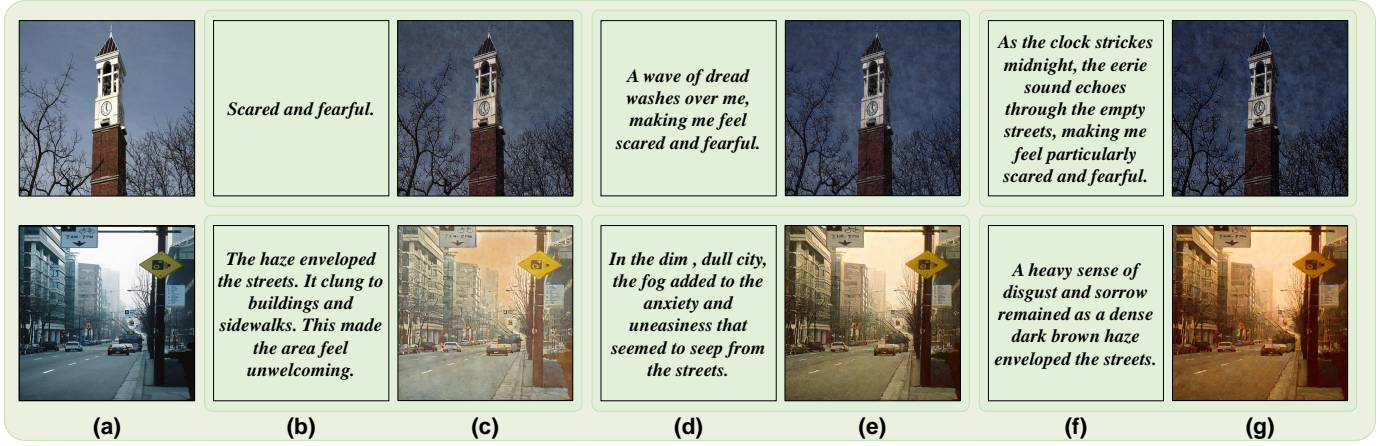 Scared and fearful.
A wave of dread
washes over me,
making me feel
scared and fearful.
As the clock strickes
midnight, the eerie
sound echoes
through the empty
streets, making me
feel particularly
scared and fearful.
The haze enveloped
the streets. It clung to
buildings and
sidewalks. This made
the area feel
unwelcoming.
In the dim , dull city,
the fog added to the
anxiety and
uneasiness that
seemed to seep from
the streets.
A heavy sense of
disgust and sorrow
remained as a dense
dark brown haze
enveloped the streets.
(a)
(b)
(c)
(d)
(e)
(f)
(g)